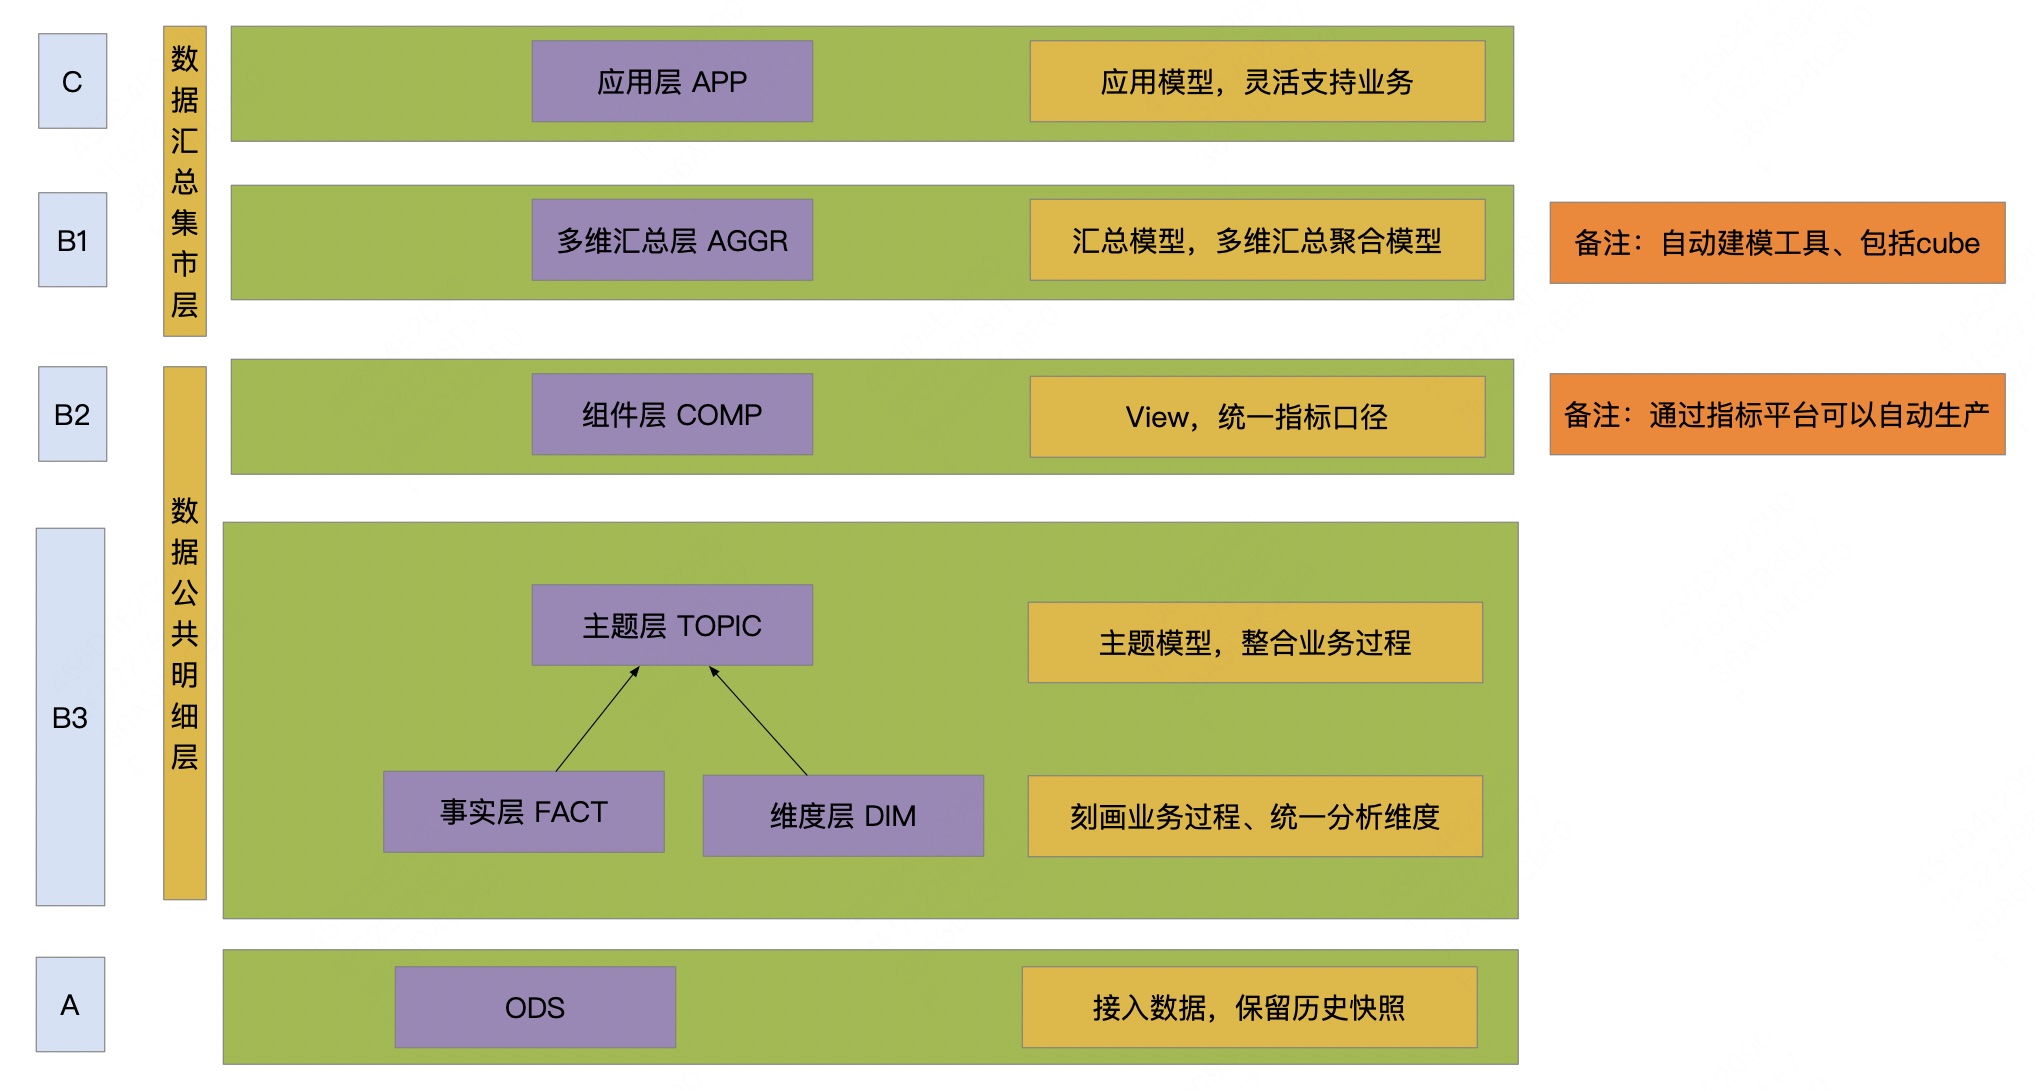 C
数据汇总集市层
应用层 APP
应用模型，灵活支持业务
B1
多维汇总层 AGGR
汇总模型，多维汇总聚合模型
备注：自动建模工具、包括cube
B2
组件层 COMP
View，统一指标口径
备注：通过指标平台可以自动生产
数据公共明细层
B3
主题层 TOPIC
主题模型，整合业务过程
事实层 FACT
维度层 DIM
刻画业务过程、统一分析维度
A
ODS
接入数据，保留历史快照